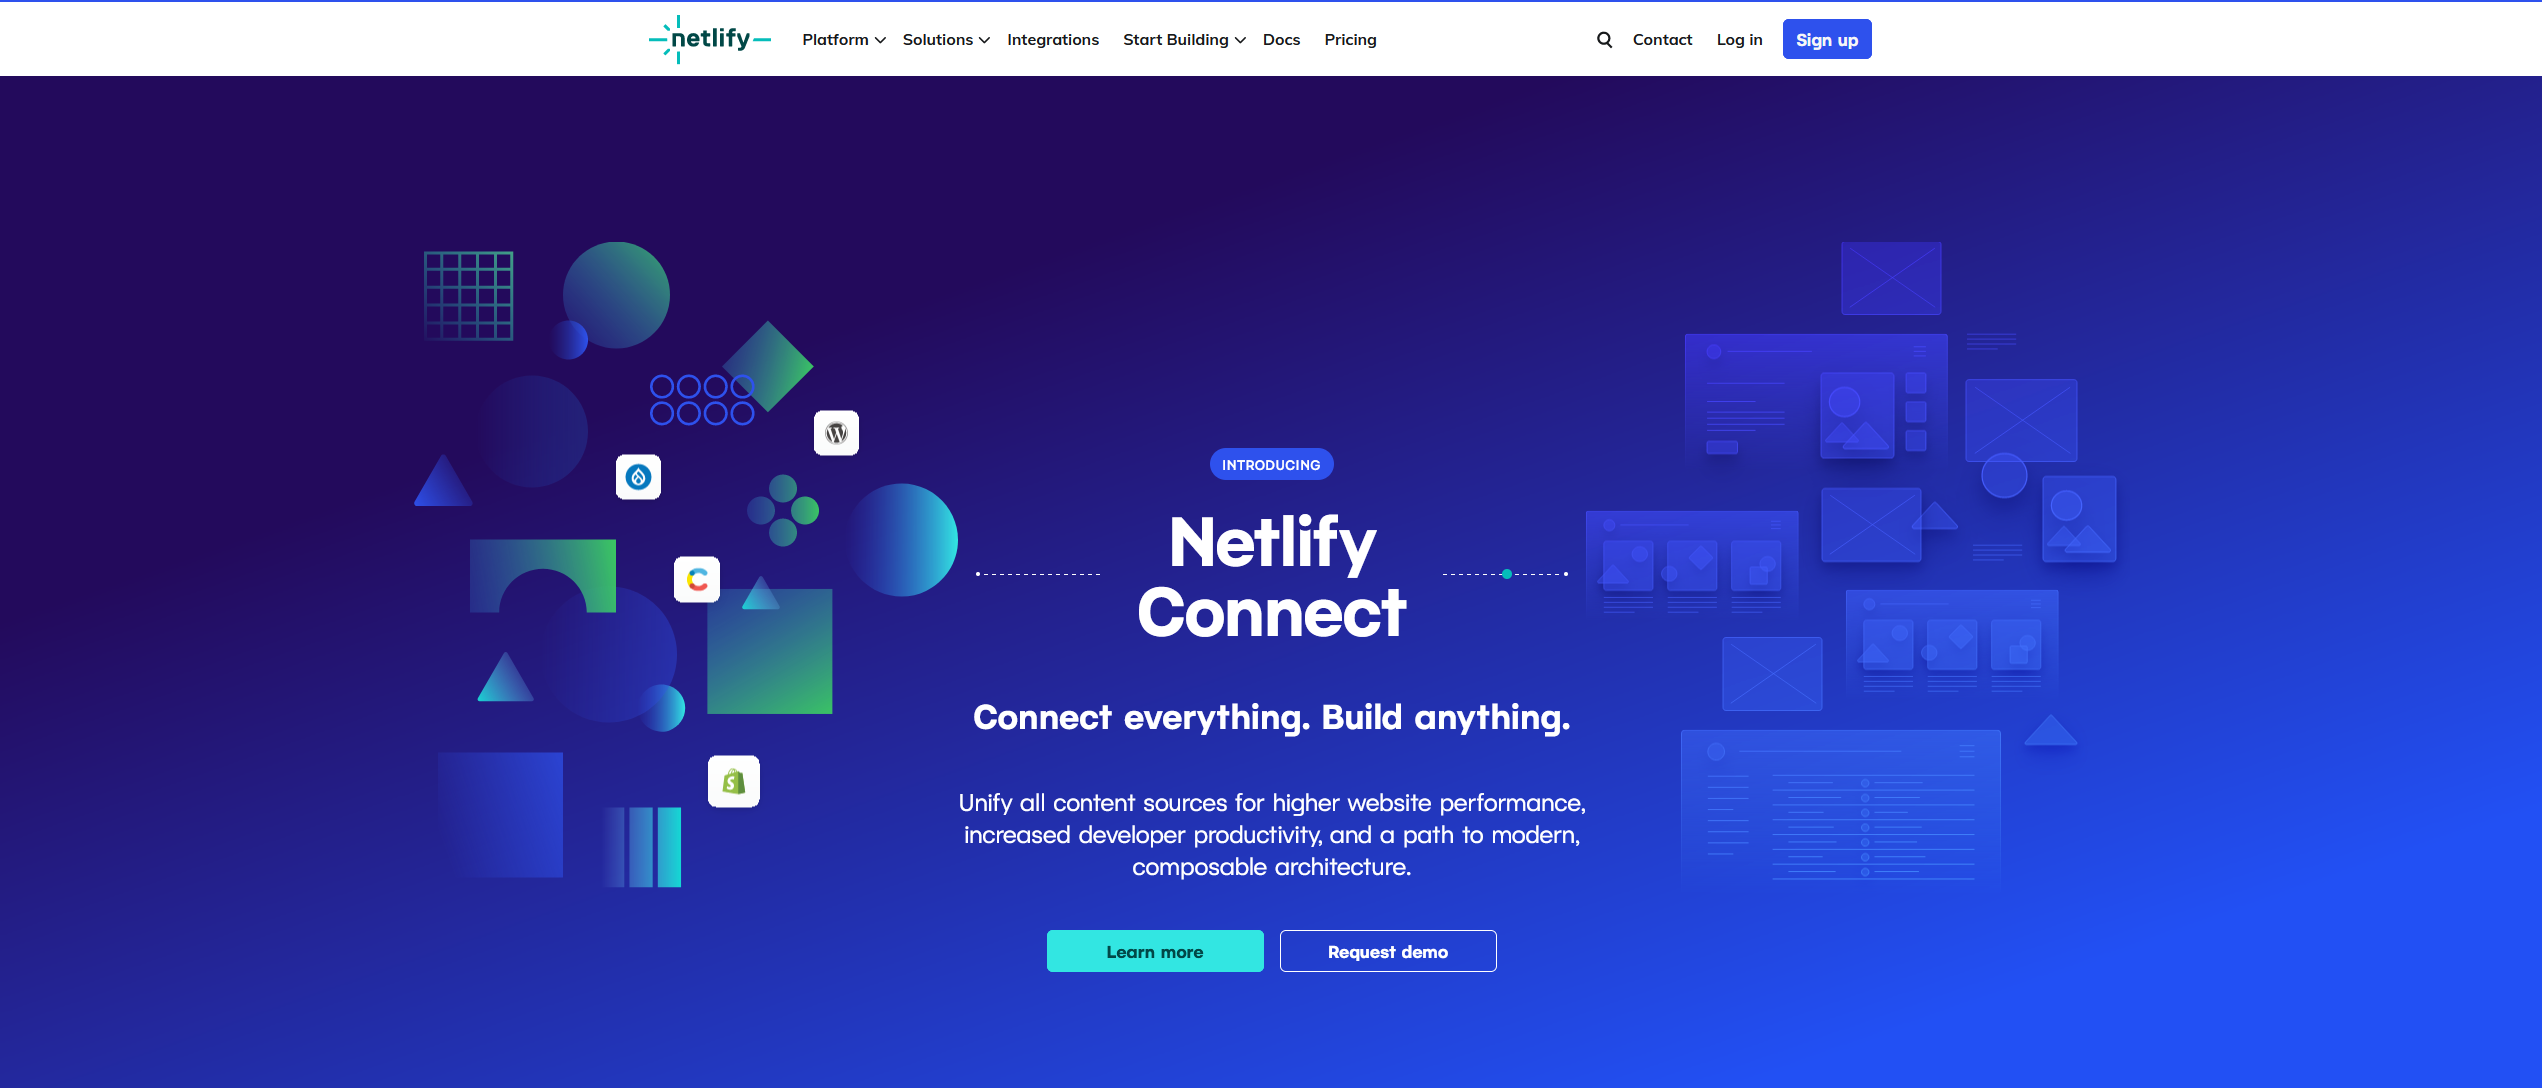 netlify
Platform
Solutions
Integrations
Start Building
Docs
Pricing
Contact
Log in
Sign up
INTRODUCING
Netlify
Connect
Connect everything. Build anything.
Unify all content sources for higher website performance,
increased developer productivity, and a path to modern,
composable architecture.
Learn more
Request demo